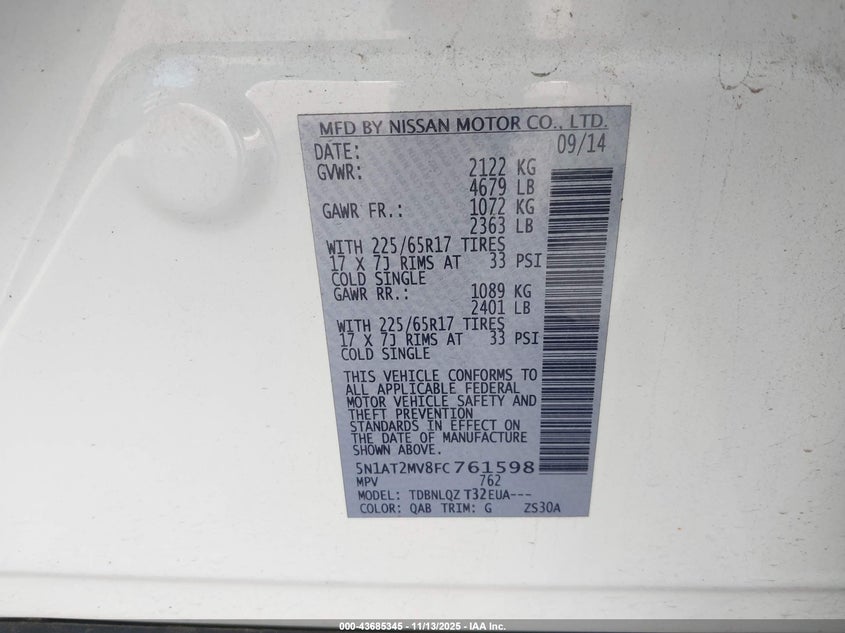 MFD BY NISSAN MOTOR CO., LTD.
DATE: 09/14
GVWR: 2122 KG
4679 LB
GAWR FR.: 1072 KG
2363 LB
WITH 225/65R17 TIRES
17 X 7J RIMS AT 33 PSI
COLD SINGLE
GAWR RR.: 1089 KG
2401 LB
WITH 225/65R17 TIRES
17 X 7J RIMS AT 33 PSI
COLD SINGLE
THIS VEHICLE CONFORMS TO
ALL APPLICABLE FEDERAL
MOTOR VEHICLE SAFETY AND
THEFT PREVENTION
STANDARDS IN EFFECT ON
THE DATE OF MANUFACTURE
SHOWN ABOVE.
5N1AT2MV8FC761598
MPV 762
MODEL: TDBNLQZ T32EUA---
COLOR: QAB TRIM: G ZS30A
000-43685345 - 11/13/2025 - IAA Inc.